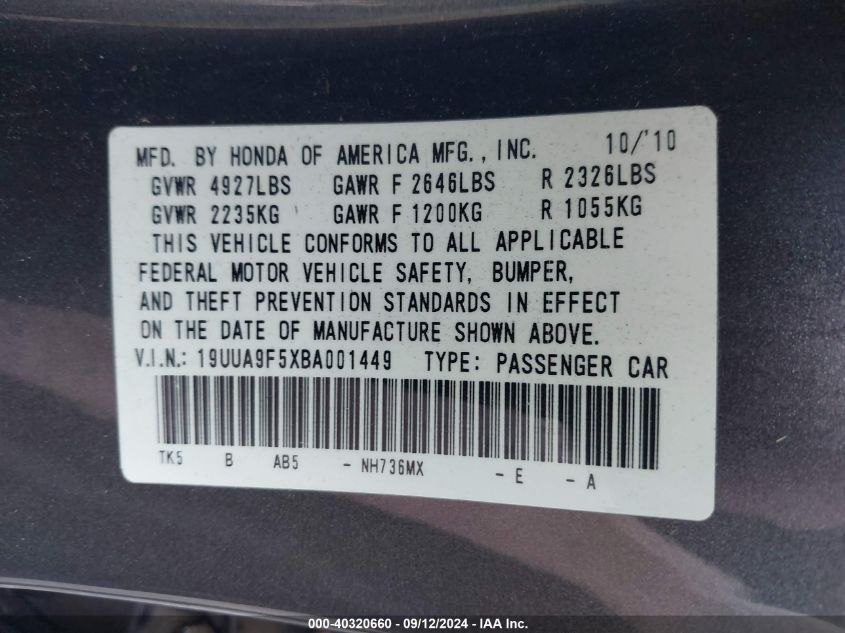 MFD. BY HONDA OF AMERICA MFG., INC. 10/'10
GVWR 4927LBS GAWR F 2646LBS R 2326LBS
GVWR 2235KG GAWR F 1200KG R 1055KG
THIS VEHICLE CONFORMS TO ALL APPLICABLE
FEDERAL MOTOR VEHICLE SAFETY, BUMPER,
AND THEFT PREVENTION STANDARDS IN EFFECT
ON THE DATE OF MANUFACTURE SHOWN ABOVE.
V.I.N.: 19UUA9F5XBA001449 TYPE: PASSENGER CAR
TK5 B AB5 - NH736MX - E - A
000-40320660 - 09/12/2024 - IAA Inc.